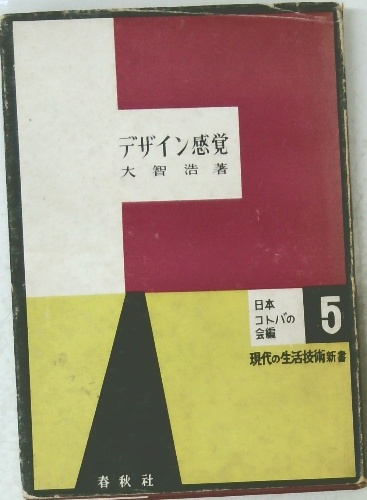 デザイン感覚
大智浩著
日本
コトバの
会編
5
現代の生活技術新書
春秋社